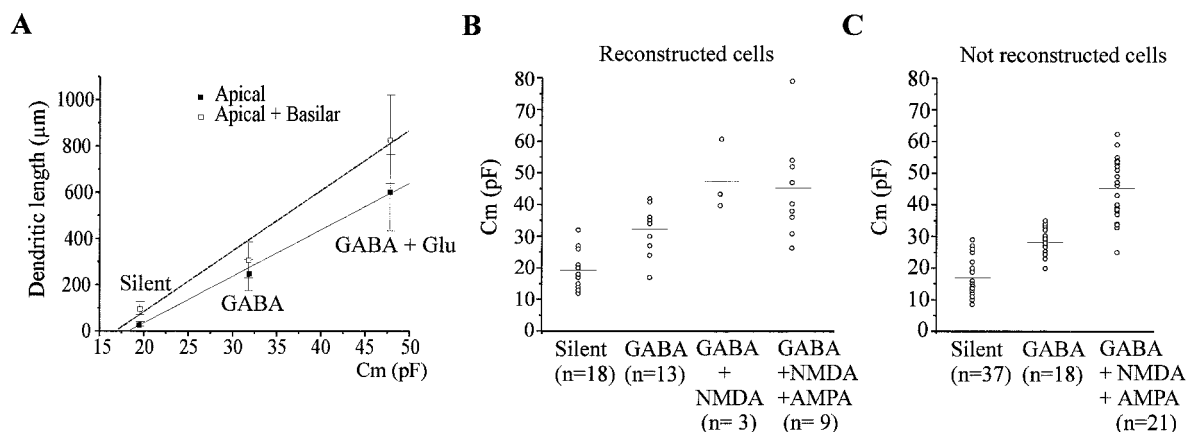 A
Dendritic length (µm)
1000
800
600
400
200
0
Apical
Apical + Basilar
Silent
GABA
GABA + Glu
15 20 25 30 35 40 45 50
Cm (pF)
B
Reconstructed cells
Cm (pF)
80
70
60
50
40
30
20
10
0
Silent GABA GABA GABA
(n=18) (n=13) + +NMDA
NMDA +AMPA
(n= 3) (n= 9)
C
Not reconstructed cells
Cm (pF)
80
70
60
50
40
30
20
10
0
Silent GABA GABA
(n=37) (n=18) + NMDA
+ AMPA
(n=21)